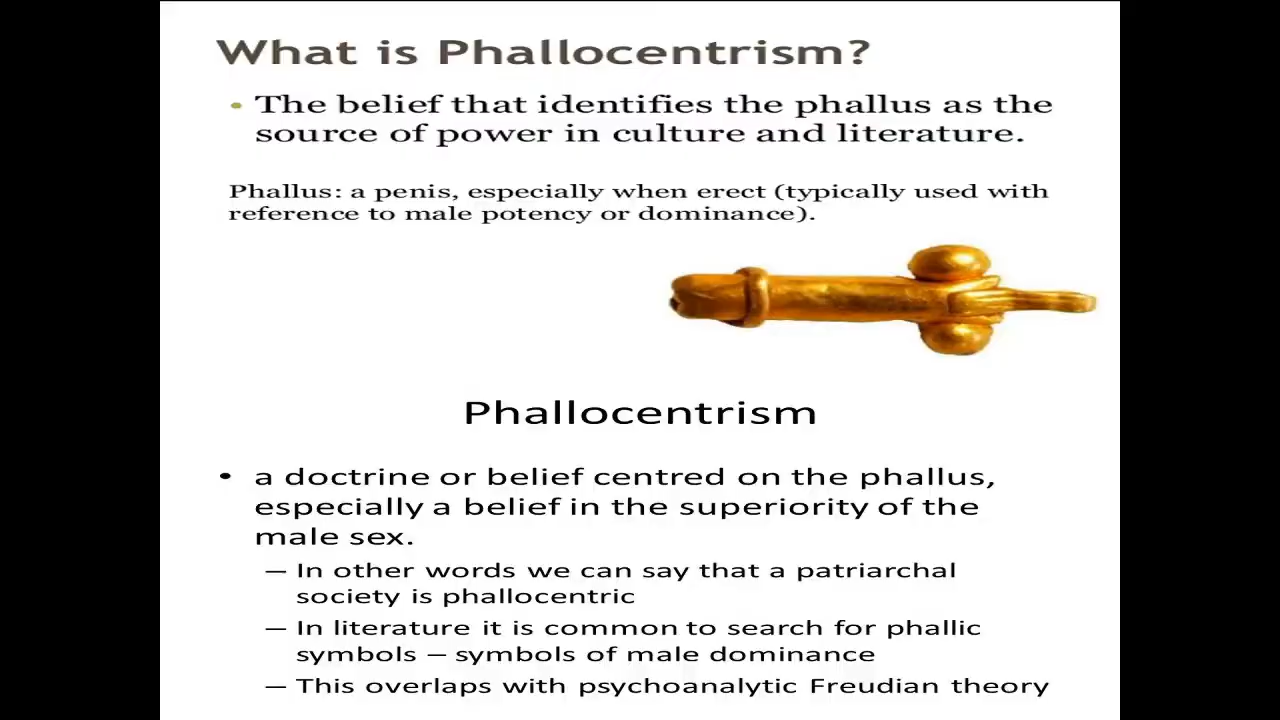 What is Phallocentrism?
• The belief that identifies the phallus as the
source of power in culture and literature.
Phallus: a penis, especially when erect (typically used with
reference to male potency or dominance).
Phallocentrism
• a doctrine or belief centred on the phallus,
especially a belief in the superiority of the
male sex.
– In other words we can say that a patriarchal
society is phallocentric
– In literature it is common to search for phallic
symbols – symbols of male dominance
– This overlaps with psychoanalytic Freudian theory